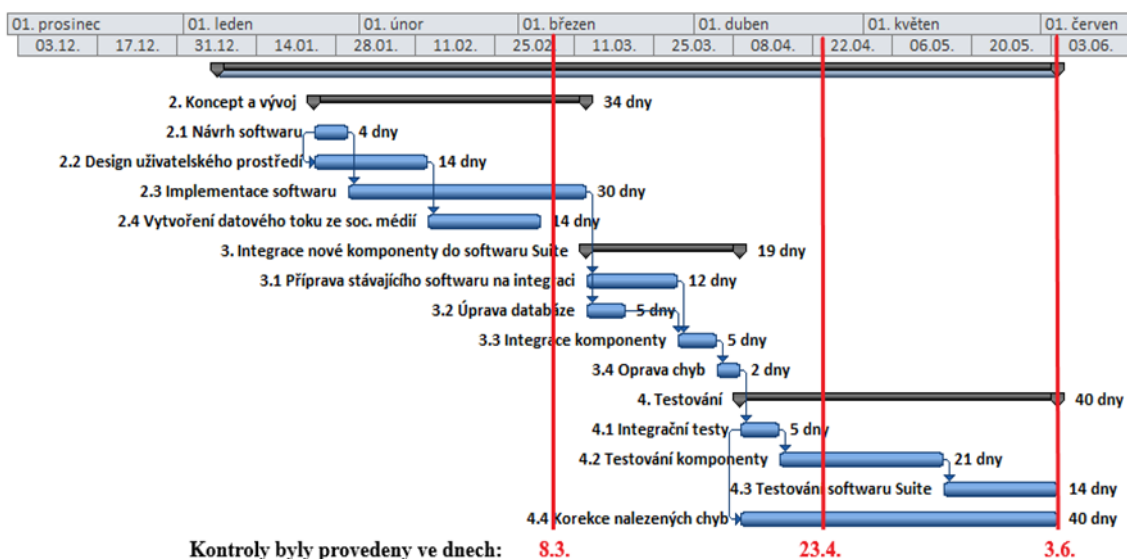 01. prosinec 01. leden 01. únor 01. březen 01. duben 01. květen 01. červen
03.12. 17.12. 31.12. 14.01. 28.01. 11.02. 25.02 11.03. 25.03. 08.04. 22.04. 06.05. 20.05. 03.06.
2. Koncept a vývoj 34 dny
2.1 Návrh softwaru 4 dny
2.2 Design uživatelského prostředí 14 dny
2.3 Implementace softwaru 30 dny
2.4 Vytvoření datového toku ze soc. médií 14 dny
3. Integrace nové komponenty do softwaru Suite 19 dny
3.1 Příprava stávajícího softwaru na integraci 12 dny
3.2 Úprava databáze 5 dny
3.3 Integrace komponenty 5 dny
3.4 Oprava chyb 2 dny
4. Testování 40 dny
4.1 Integrační testy 5 dny
4.2 Testování komponenty 21 dny
4.3 Testování softwaru Suite 14 dny
4.4 Korekce nalezených chyb 40 dny
Kontroly byly provedeny ve dnech: 8.3. 23.4. 3.6.